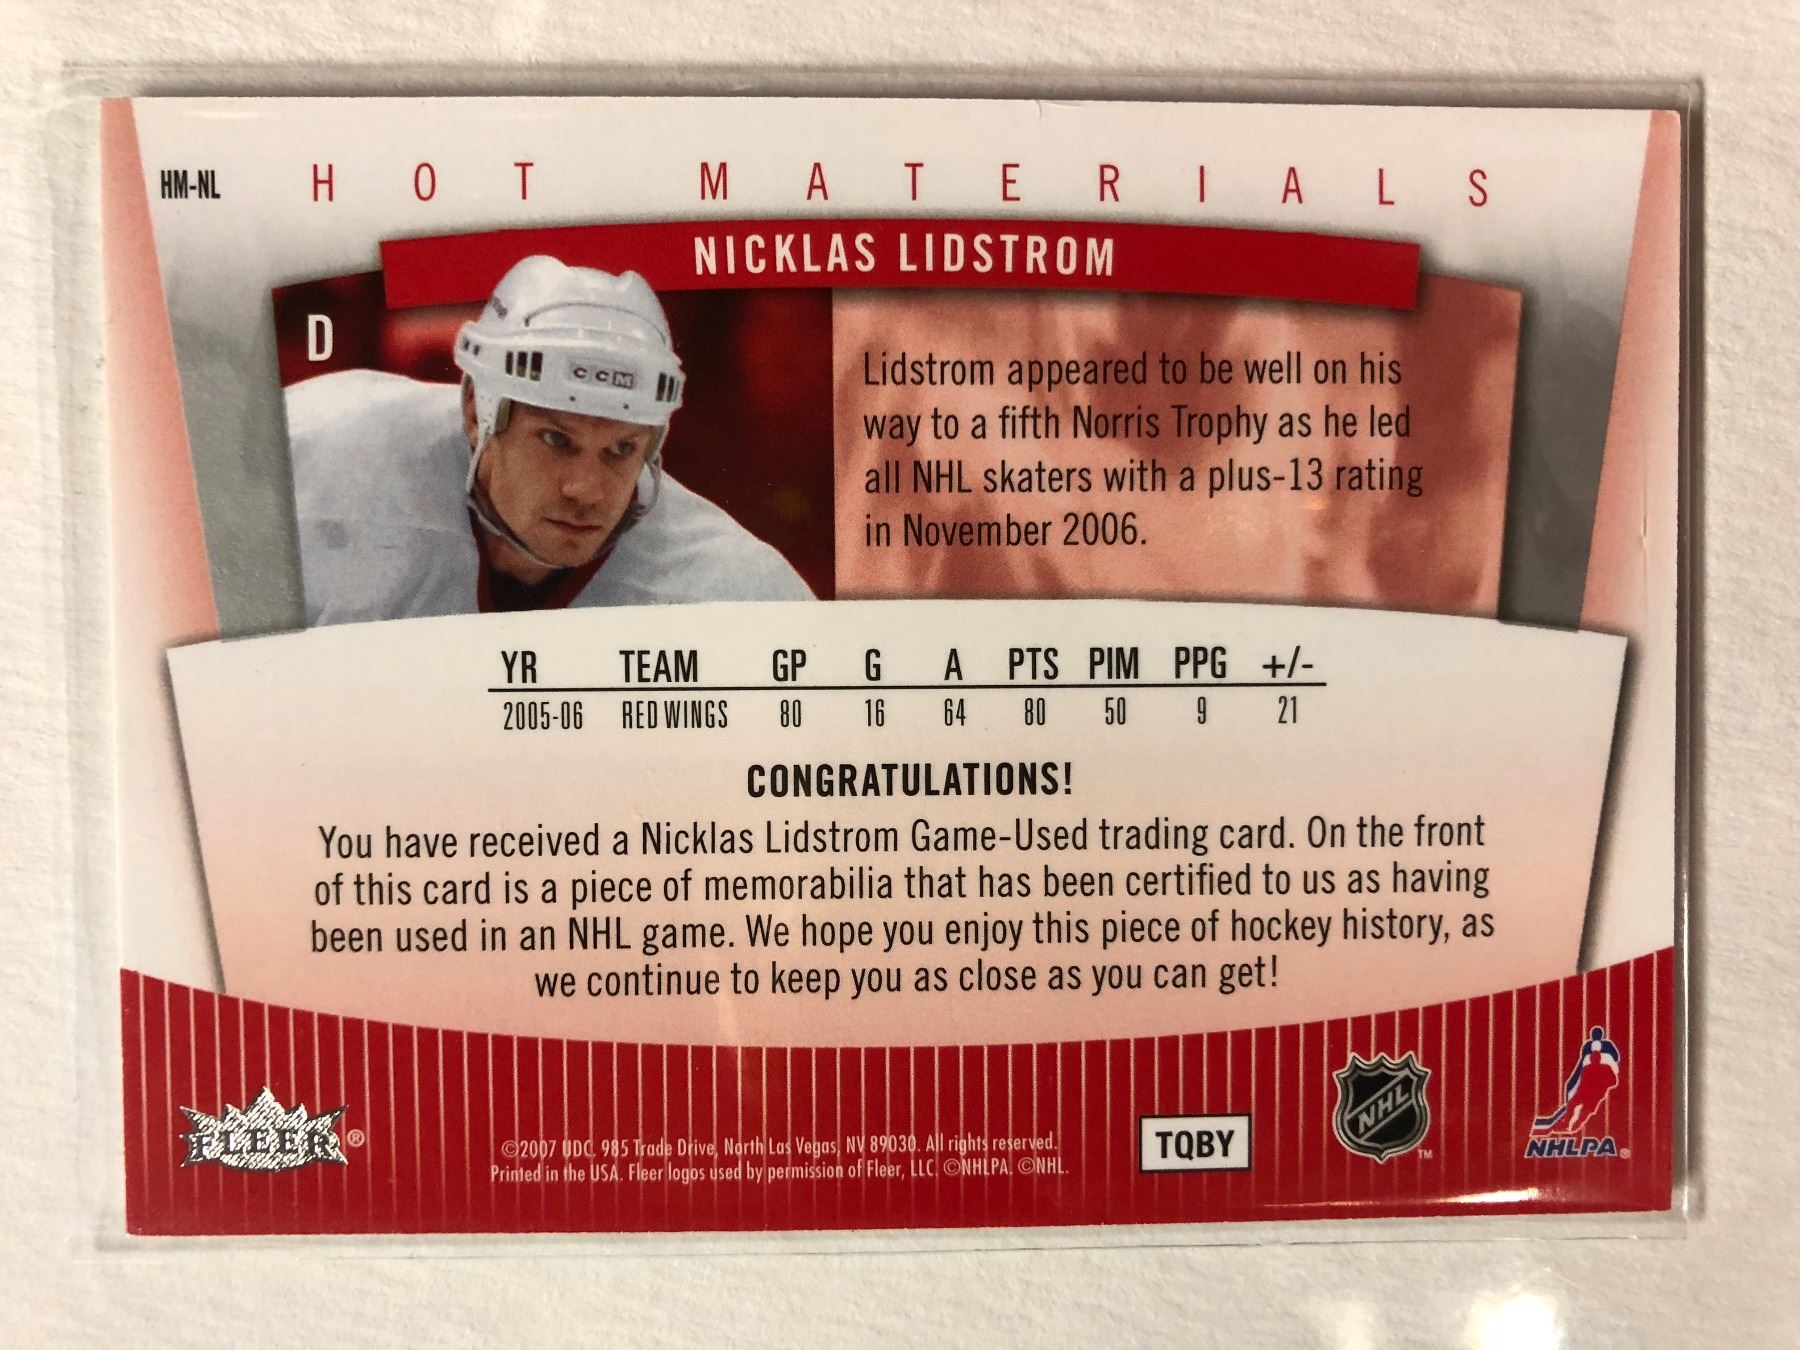 HM-NL
HOT MATERIALS
NICKLAS LIDSTROM
D
CCM
Lidstrom appeared to be well on his
way to a fifth Norris Trophy as he led
all NHL skaters with a plus-13 rating
in November 2006.
YR TEAM GP G A PTS PIM PPG +/-
2005-06 RED WINGS 80 16 64 80 50 9 21
CONGRATULATIONS!
You have received a Nicklas Lidstrom Game-Used trading card. On the front
of this card is a piece of memorabilia that has been certified to us as having
been used in an NHL game. We hope you enjoy this piece of hockey history, as
we continue to keep you as close as you can get!
FLEER®
©2007 UDC. 985 Trade Drive, North Las Vegas, NV 89030. All rights reserved.
Printed in the USA. Fleer logos used by permission of Fleer, LLC. ©NHLPA. ©NHL.
TQBY
NHL TM
NHLPA®